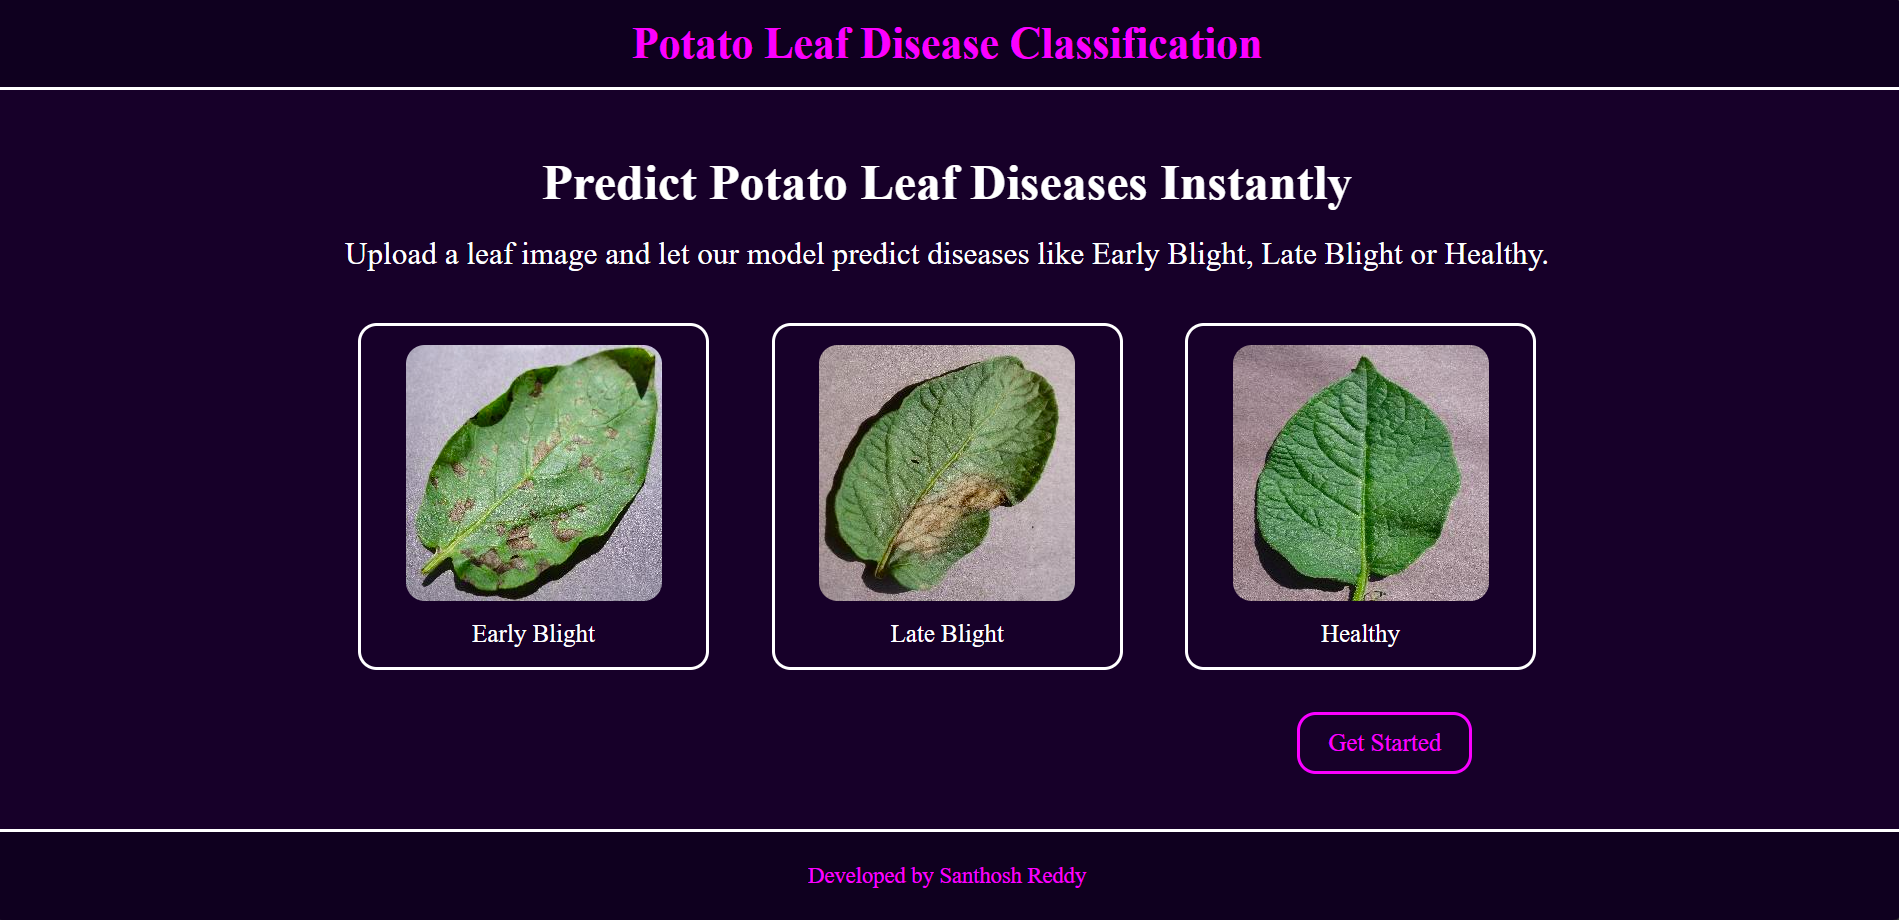 Potato Leaf Disease Classification
Predict Potato Leaf Diseases Instantly
Upload a leaf image and let our model predict diseases like Early Blight, Late Blight or Healthy.
Early Blight
Late Blight
Healthy
Get Started
Developed by Santhosh Reddy